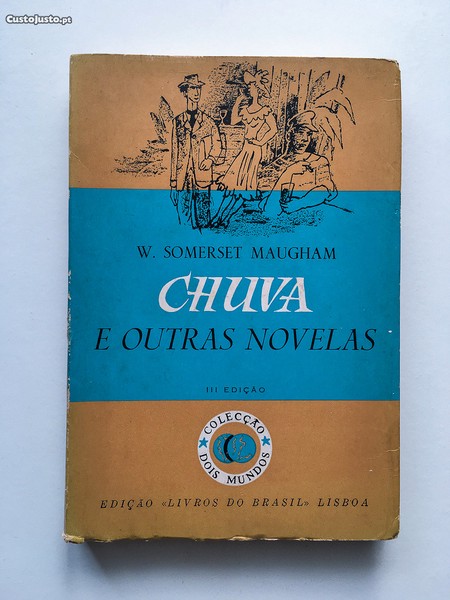 CustoJusto.pt
W. SOMERSET MAUGHAM
CHUVA
E OUTRAS NOVELAS
III EDIÇÃO
COLECÇÃO
DOIS MUNDOS
EDIÇÃO «LIVROS DO BRASIL» LISBOA